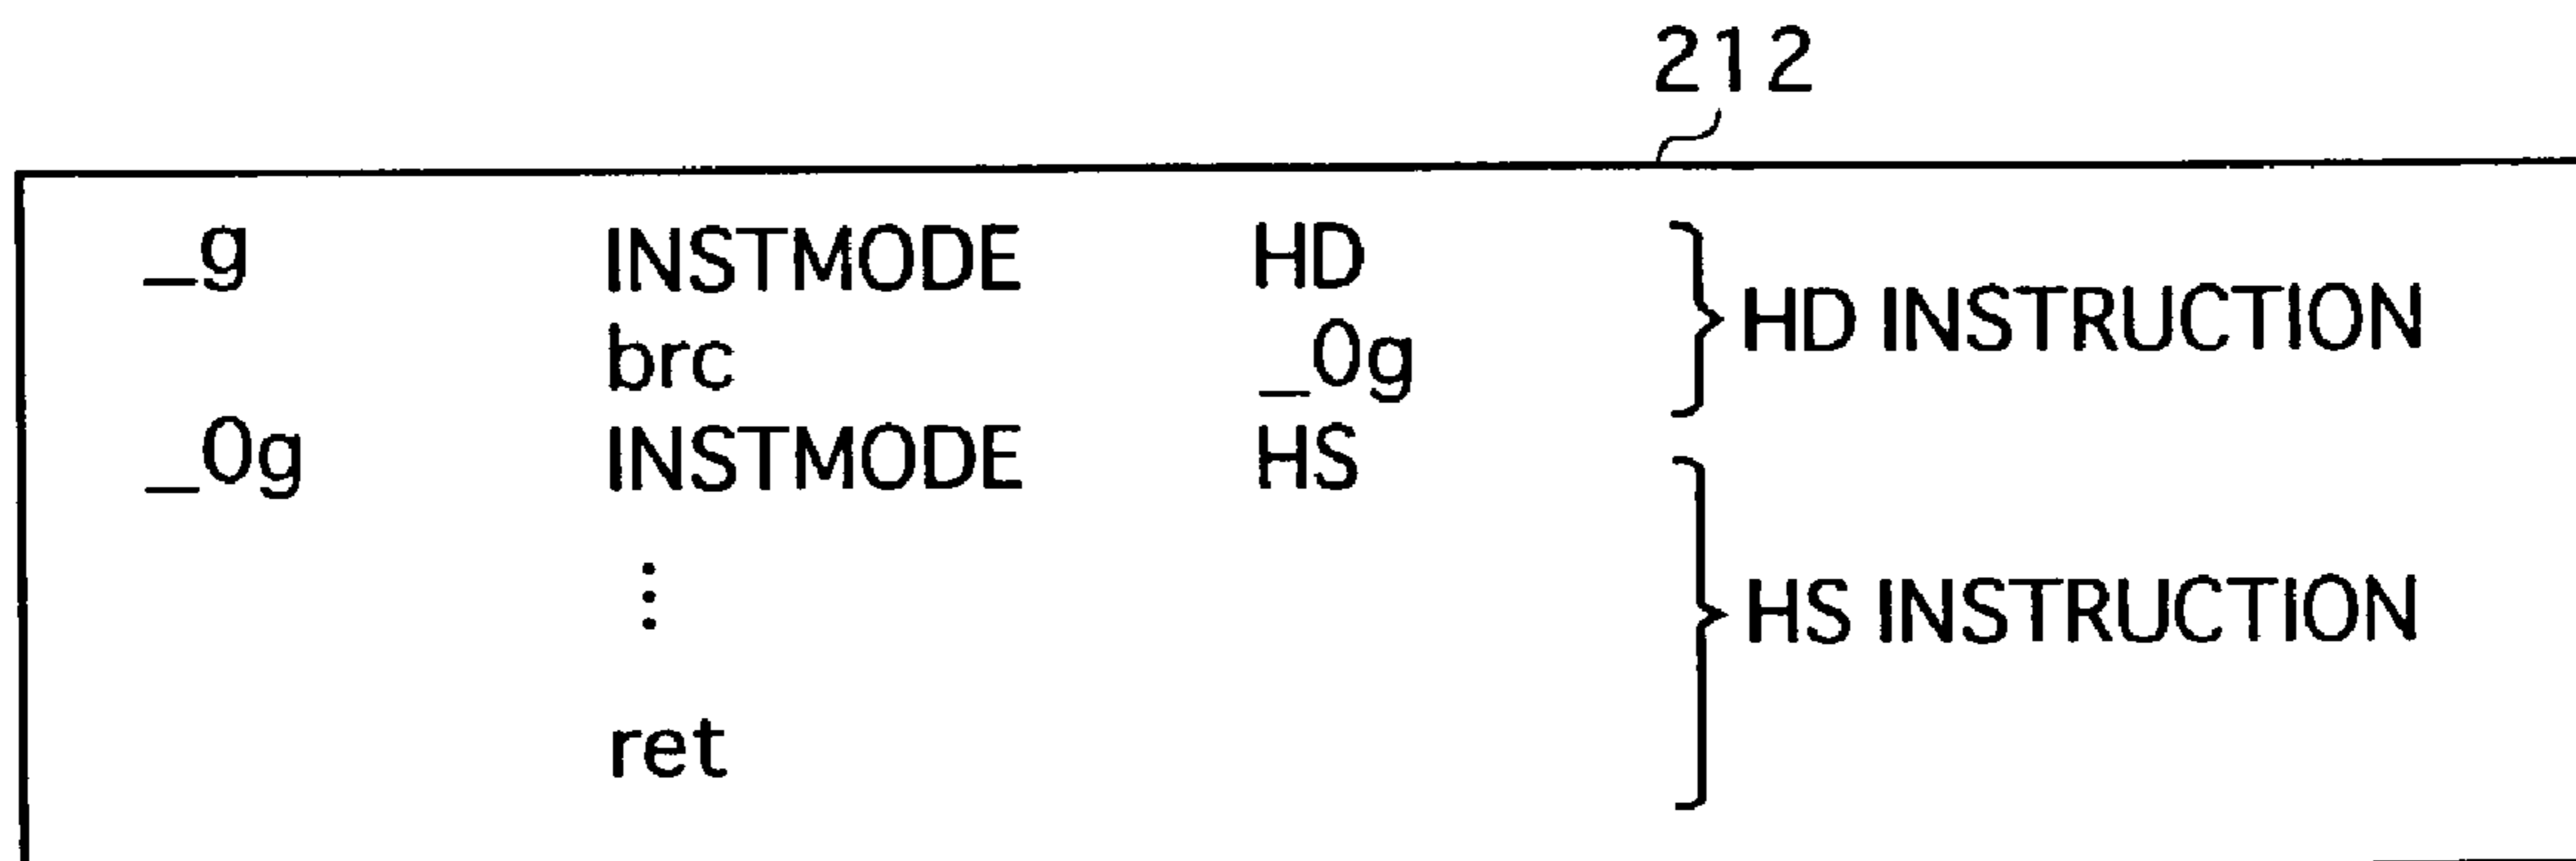 212
_g INSTMODE HD
brc _0g
HD INSTRUCTION
_0g INSTMODE HS
⋮
HS INSTRUCTION
ret